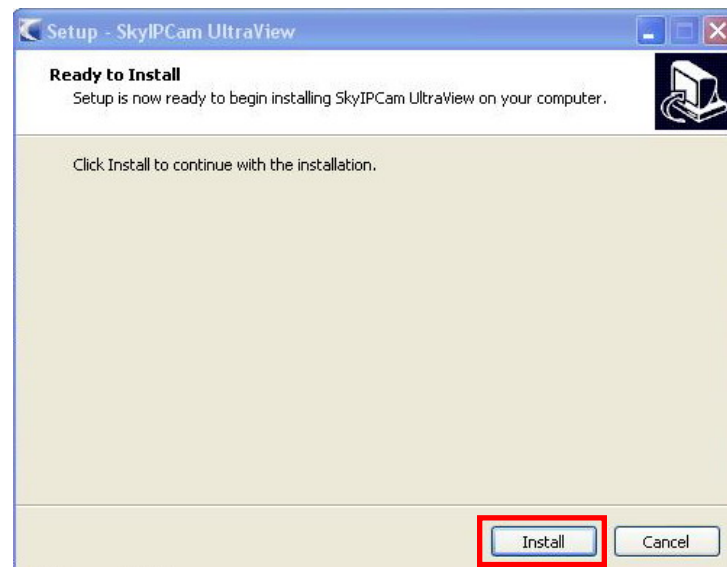 Setup - SkyIPCam UltraView
Ready to Install
Setup is now ready to begin installing SkyIPCam UltraView on your computer.
Click Install to continue with the installation.
Install
Cancel